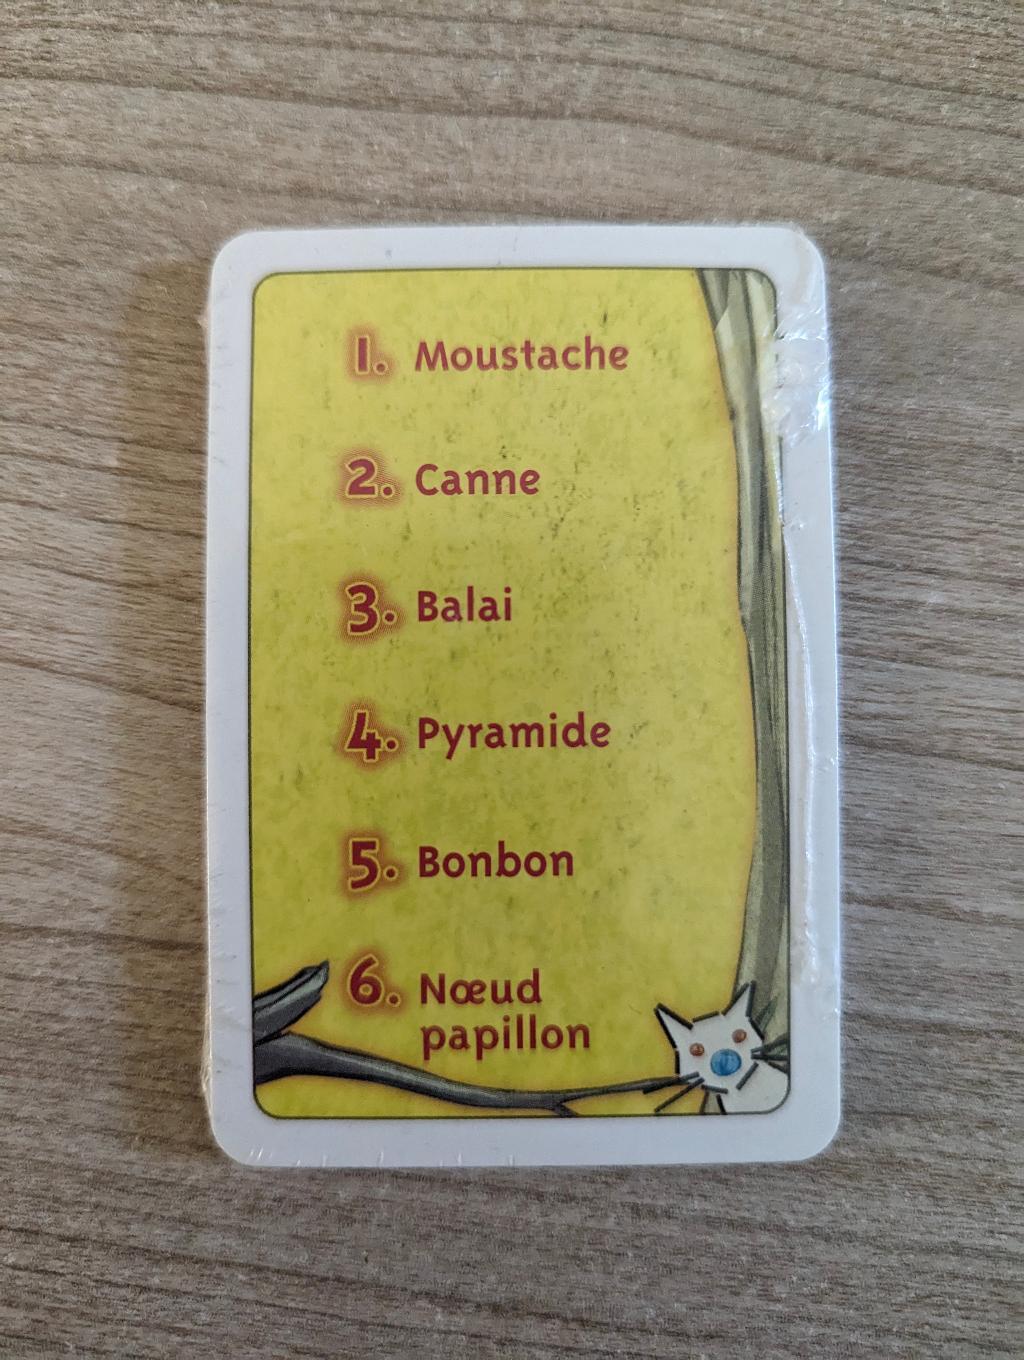 1. Moustache
2. Canne
3. Balai
4. Pyramide
5. Bonbon
6. Nœud
papillon